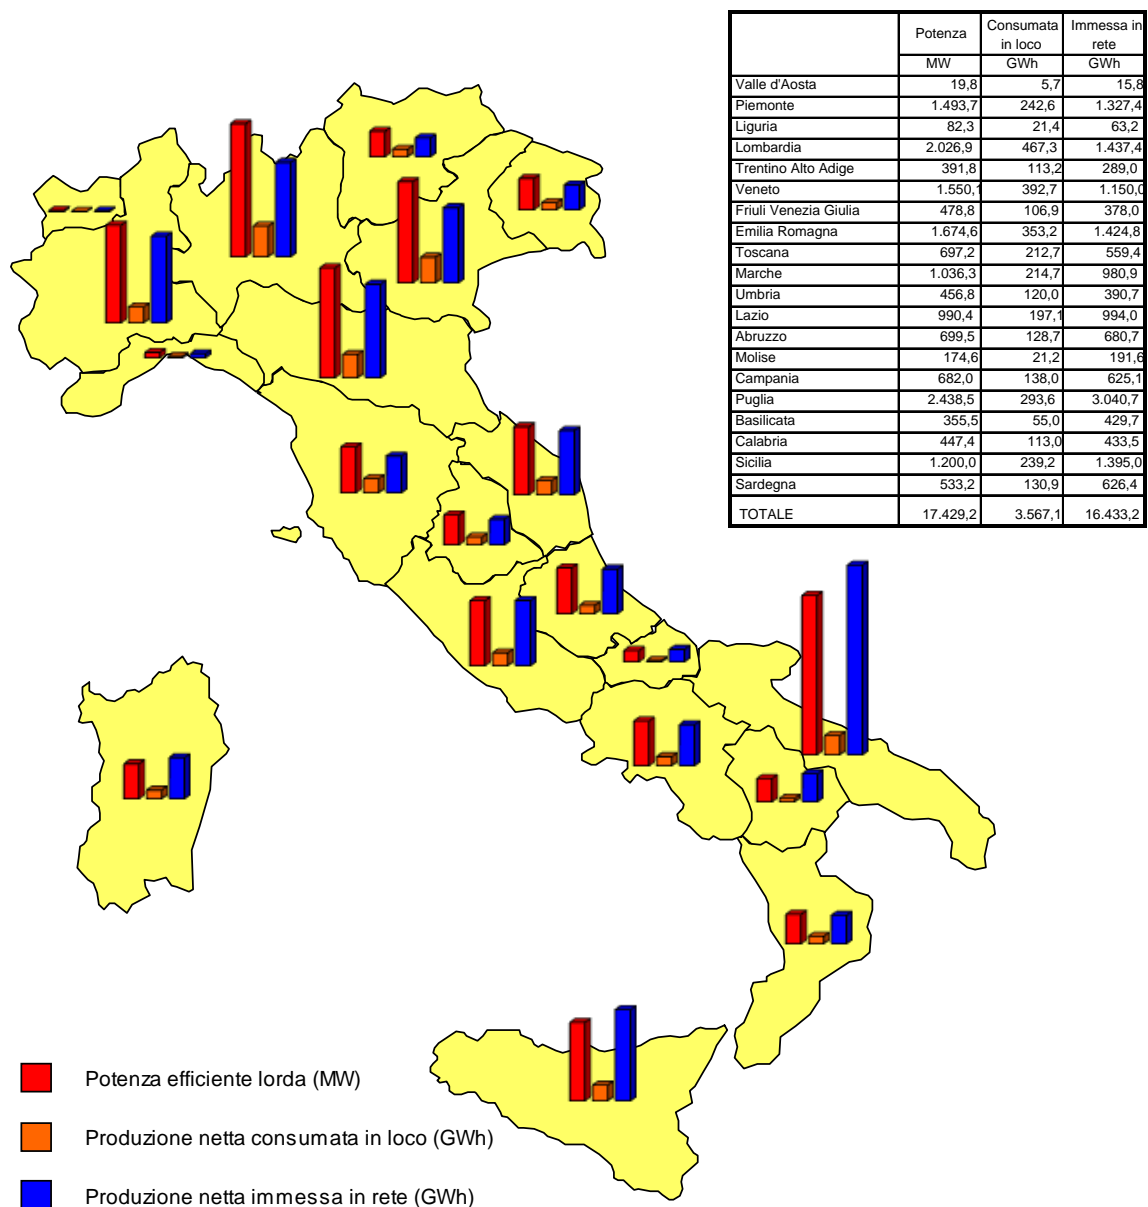 Potenza Consumata in loco Immessa in rete
MW GWh GWh
Valle d'Aosta 19,8 5,7 15,8
Piemonte 1.493,7 242,6 1.327,4
Liguria 82,3 21,4 63,2
Lombardia 2.026,9 467,3 1.437,4
Trentino Alto Adige 391,8 113,2 289,0
Veneto 1.550,1 392,7 1.150,0
Friuli Venezia Giulia 478,8 106,9 378,0
Emilia Romagna 1.674,6 353,2 1.424,8
Toscana 697,2 212,7 559,4
Marche 1.036,3 214,7 980,9
Umbria 456,8 120,0 390,7
Lazio 990,4 197,1 994,0
Abruzzo 699,5 128,7 680,7
Molise 174,6 21,2 191,6
Campania 682,0 138,0 625,1
Puglia 2.438,5 293,6 3.040,7
Basilicata 355,5 55,0 429,7
Calabria 447,4 113,0 433,5
Sicilia 1.200,0 239,2 1.395,0
Sardegna 533,2 130,9 626,4
TOTALE 17.429,2 3.567,1 16.433,2
Potenza efficiente lorda (MW)
Produzione netta consumata in loco (GWh)
Produzione netta immessa in rete (GWh)